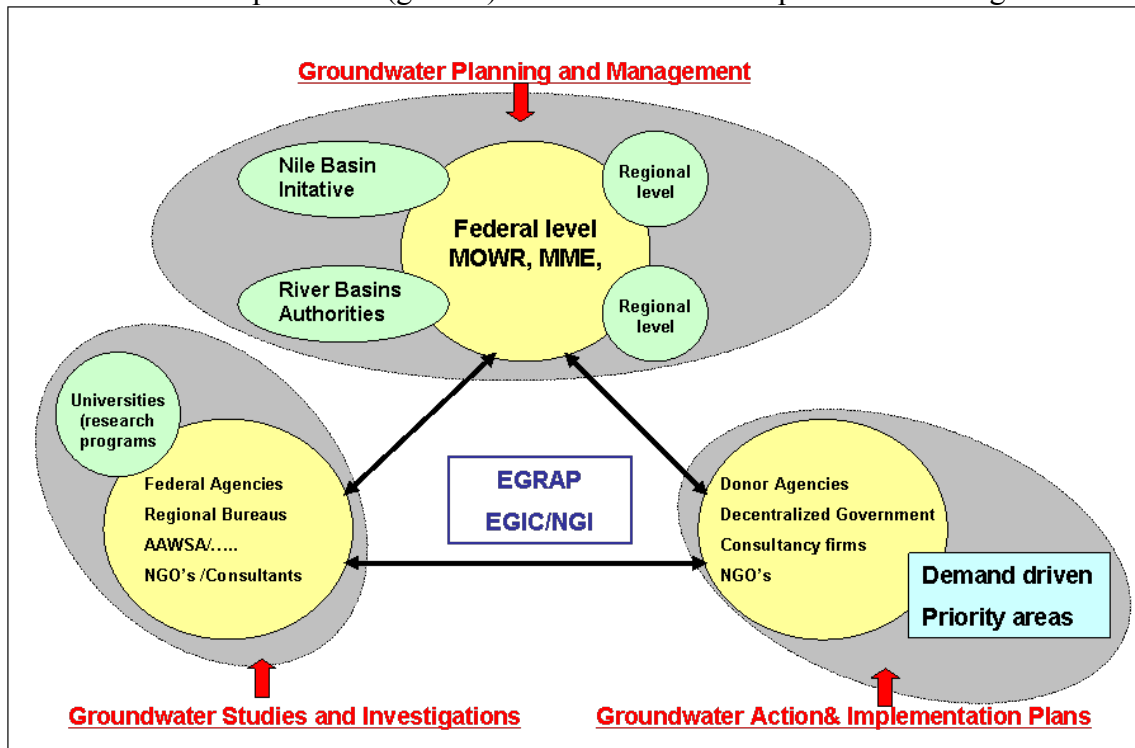 Groundwater Planning and Management
Nile Basin
Initative
Regional
level
Federal level
MOWR, MME,
River Basins
Authorities
Regional
level
Universities
(research
programs
Federal Agencies
Regional Bureaus
AAWSA/.....
NGO's /Consultants
EGRAP
EGIC/NGI
Donor Agencies
Decentralized Government
Consultancy firms
NGO's
Demand driven
Priority areas
Groundwater Studies and Investigations
Groundwater Action& Implementation Plans